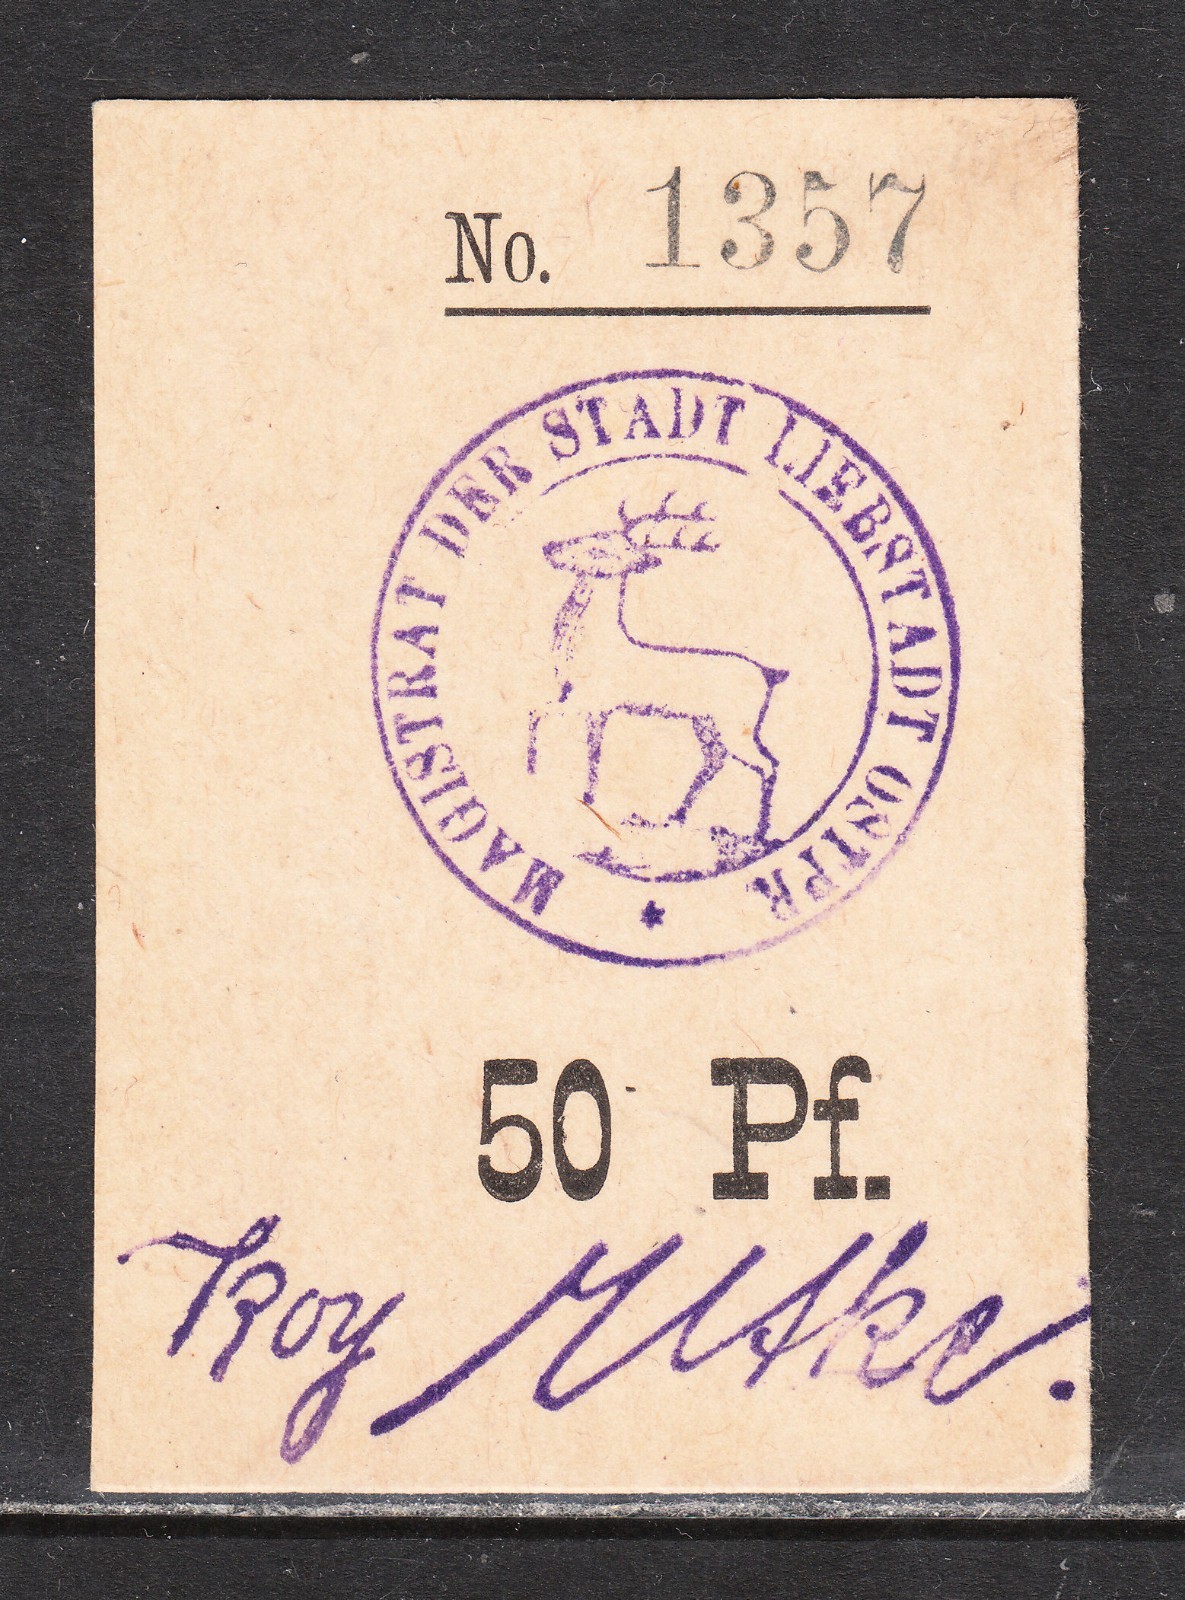 No. 1357
MAGISTRAT DER STADT LIEBSTADT OSTPR *
50 Pf.